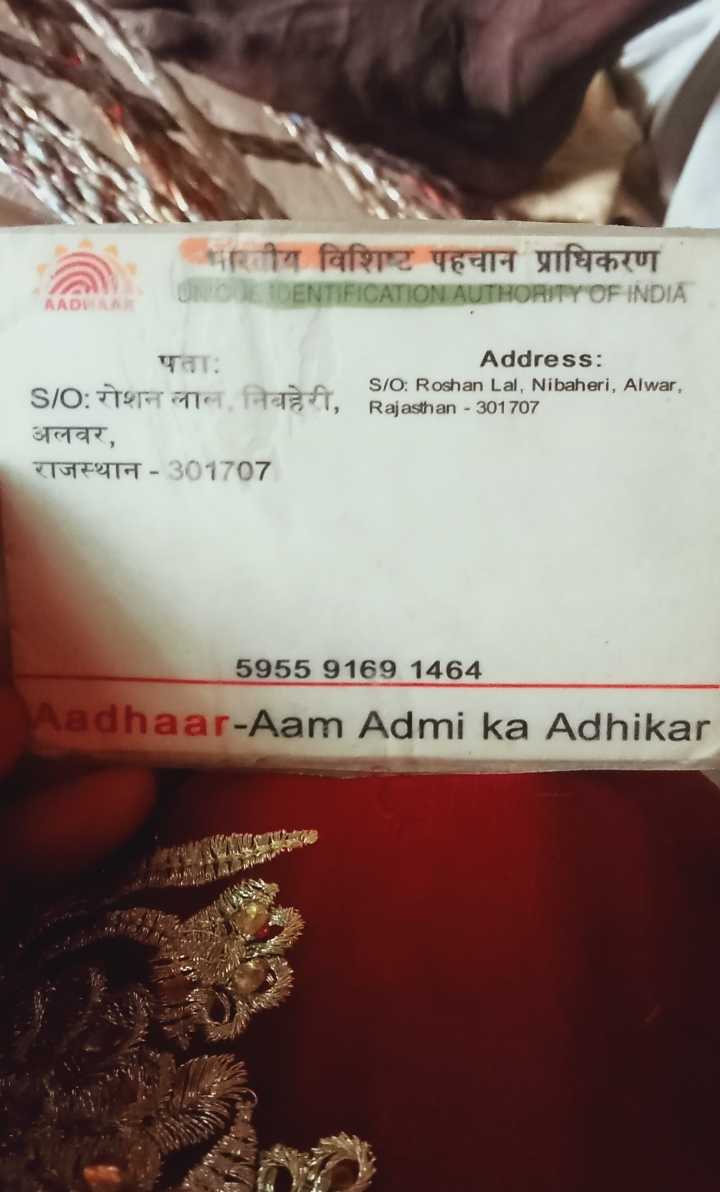 AADHAAR
भारतीय विशिष्ट पहचान प्राधिकरण
UNIQUE IDENTIFICATION AUTHORITY OF INDIA
पता:
S/O: रोशन लाल, निबहेरी,
अलवर,
राजस्थान - 301707
Address:
S/O: Roshan Lal, Nibaheri, Alwar,
Rajasthan - 301707
5955 9169 1464
Aadhaar-Aam Admi ka Adhikar